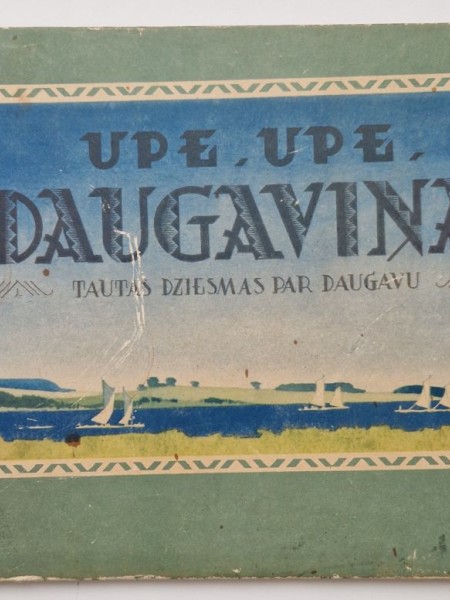 UPE, UPE,
DAUGAVIŅA
TAUTAS DZIESMAS PAR DAUGAVU